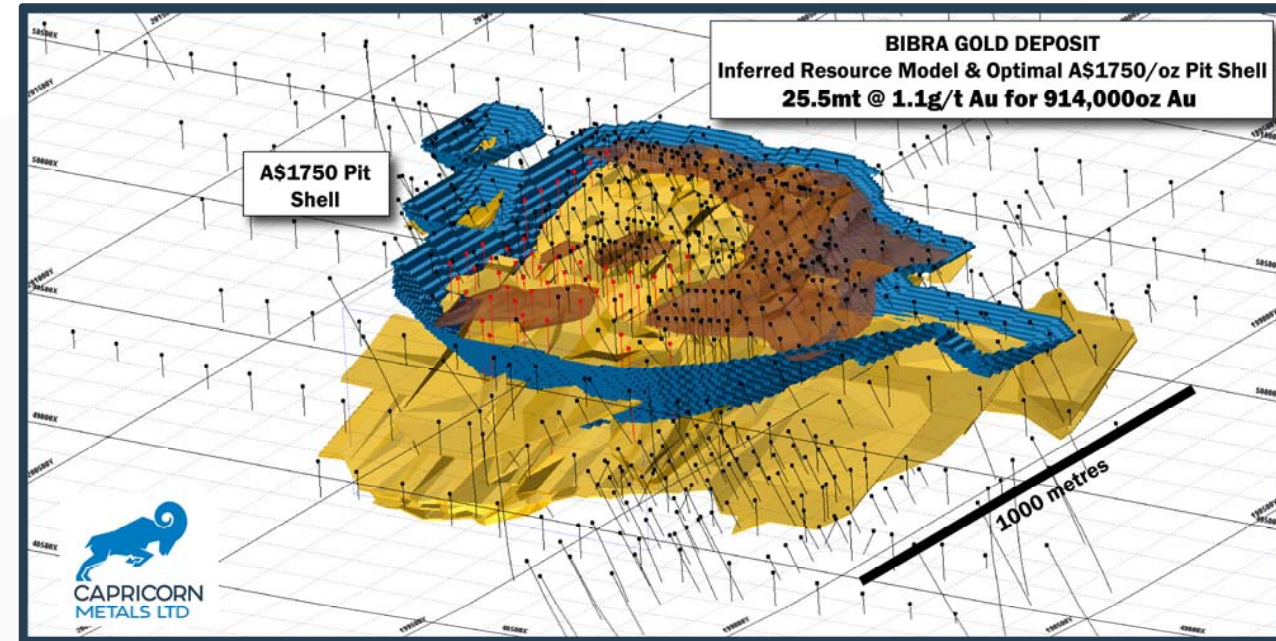 BIBRA GOLD DEPOSIT
Inferred Resource Model & Optimal A$1750/oz Pit Shell
25.5mt @ 1.1g/t Au for 914,000oz Au
A$1750 Pit
Shell
1000 metres
CAPRICORN
METALS LTD